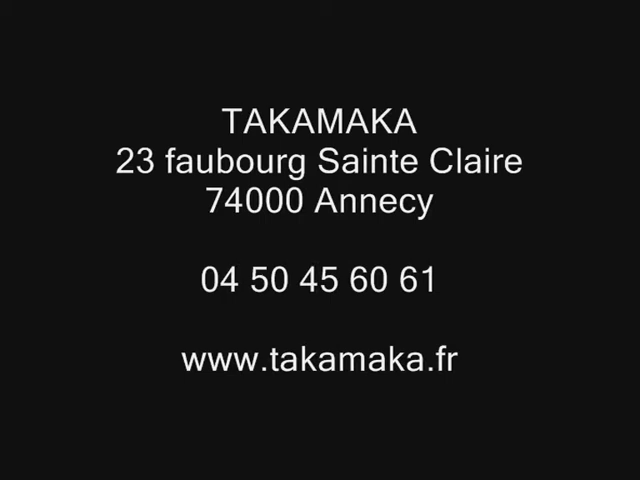 TAKAMAKA
23 faubourg Sainte Claire
74000 Annecy
04 50 45 60 61
www.takamaka.fr